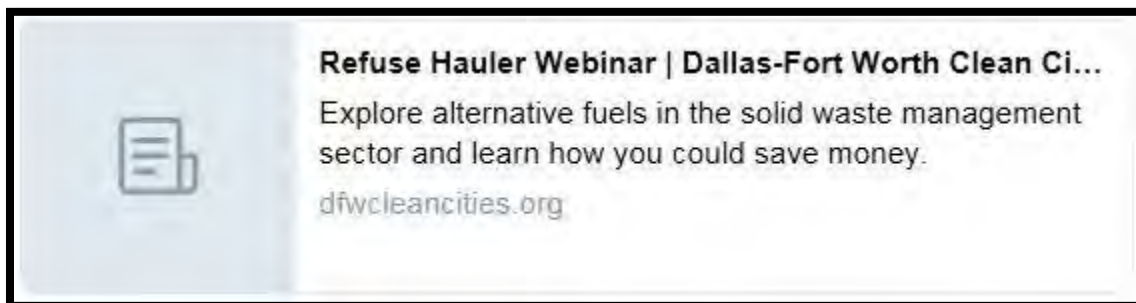 Refuse Hauler Webinar | Dallas-Fort Worth Clean Ci...
Explore alternative fuels in the solid waste management
sector and learn how you could save money.
dfwcleancities.org